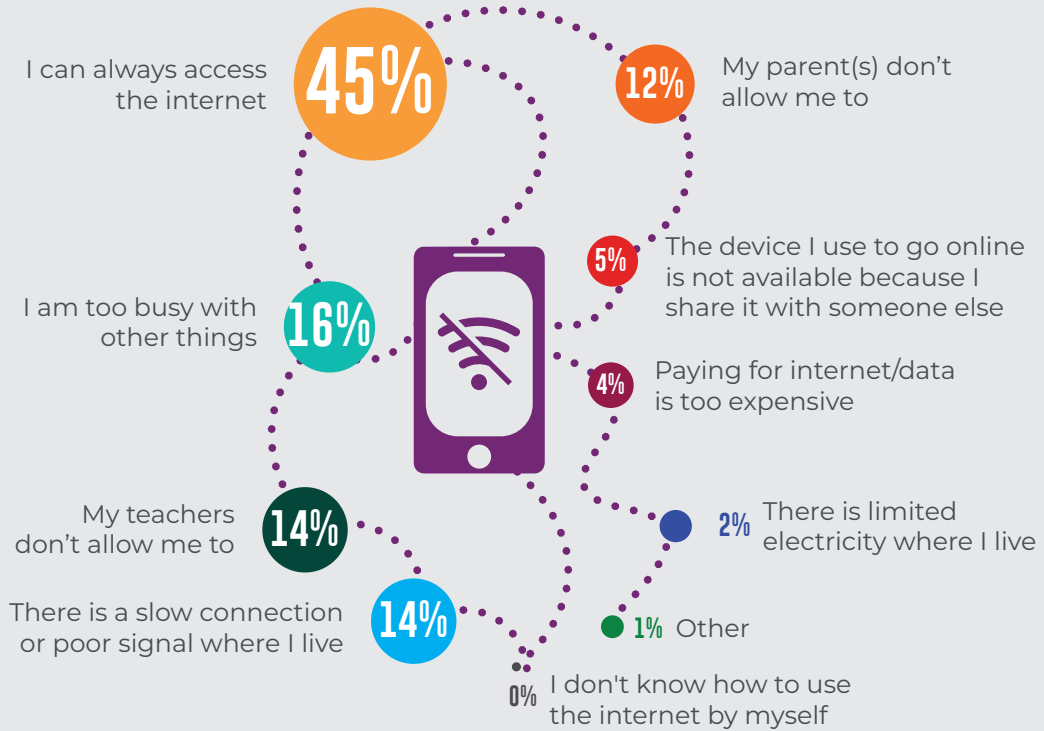 I can always access
the internet
45%
12%
My parent(s) don’t
allow me to
5%
The device I use to go online
is not available because I
share it with someone else
I am too busy with
other things
16%
4%
Paying for internet/data
is too expensive
My teachers
don’t allow me to
14%
2%
There is limited
electricity where I live
There is a slow connection
or poor signal where I live
14%
1% Other
0%
I don't know how to use
the internet by myself